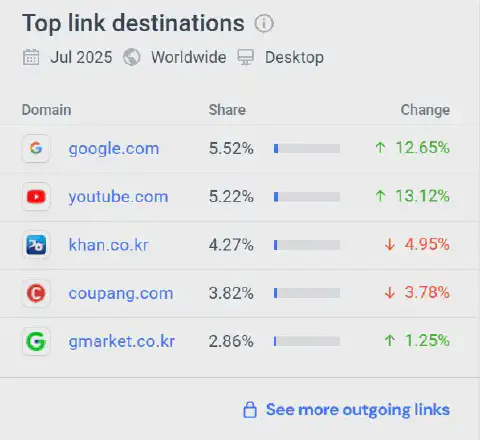 Top link destinations
Jul 2025 Worldwide Desktop
Domain Share Change
google.com 5.52% ↑ 12.65%
youtube.com 5.22% ↑ 13.12%
khan.co.kr 4.27% ↓ 4.95%
coupang.com 3.82% ↓ 3.78%
gmarket.co.kr 2.86% ↑ 1.25%
See more outgoing links